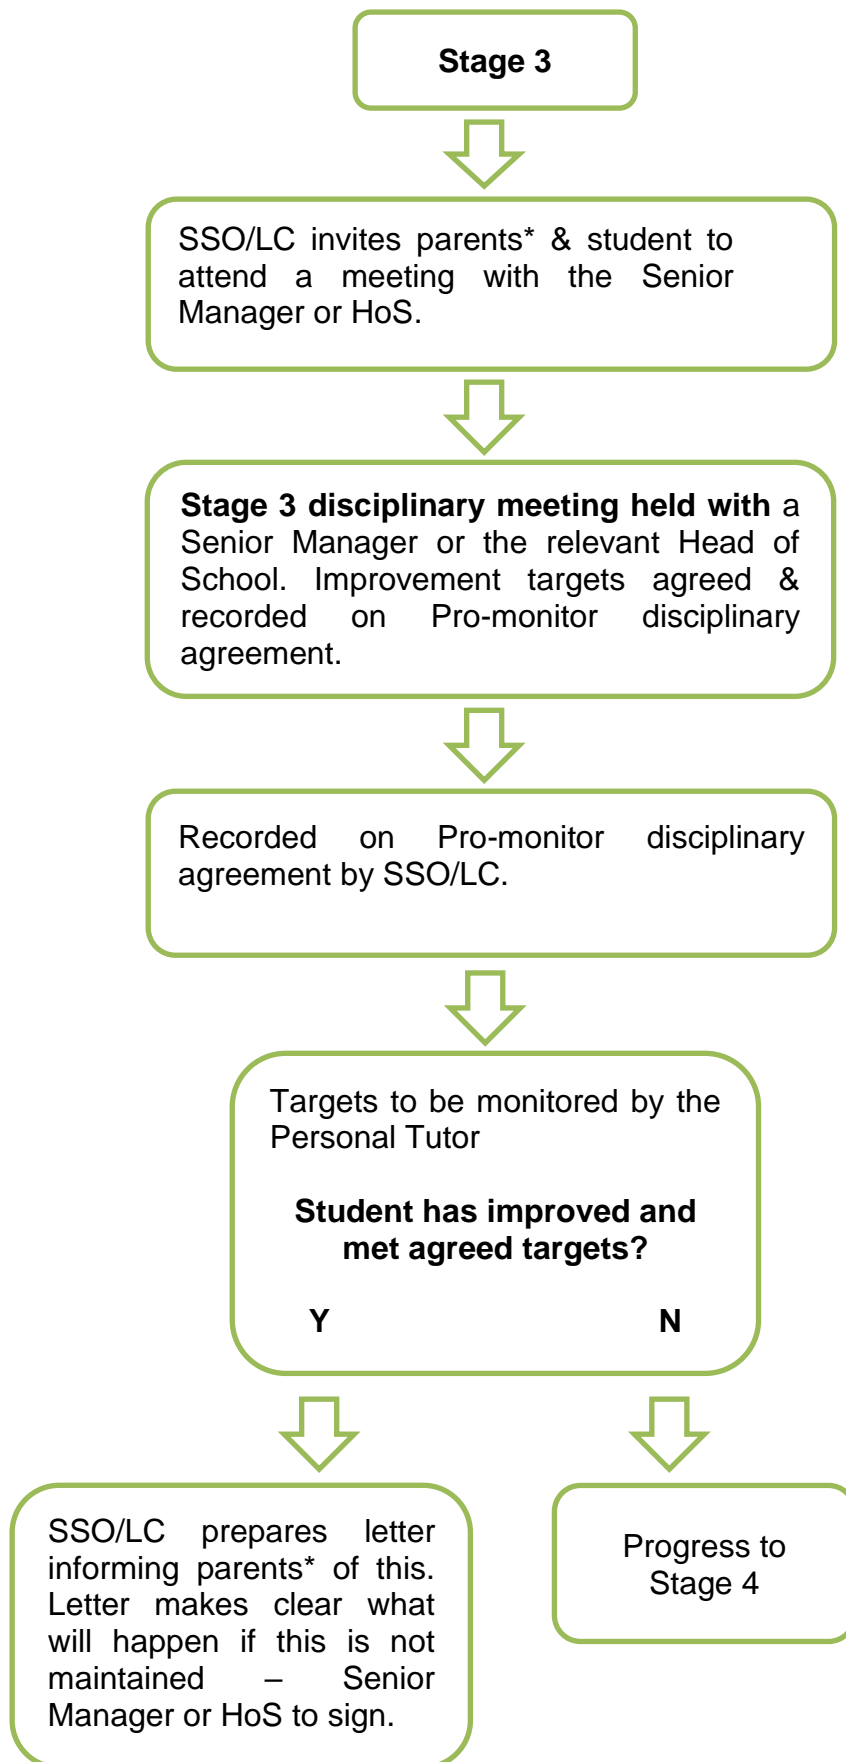 Stage 3
SSO/LC invites parents* & student to
attend a meeting with the Senior
Manager or HoS.
Stage 3 disciplinary meeting held with a
Senior Manager or the relevant Head of
School. Improvement targets agreed &
recorded on Pro-monitor disciplinary
agreement.
Recorded on Pro-monitor disciplinary
agreement by SSO/LC.
Targets to be monitored by the
Personal Tutor
Student has improved and
met agreed targets?
Y N
SSO/LC prepares letter
informing parents* of this.
Letter makes clear what
will happen if this is not
maintained – Senior
Manager or HoS to sign.
Progress to
Stage 4